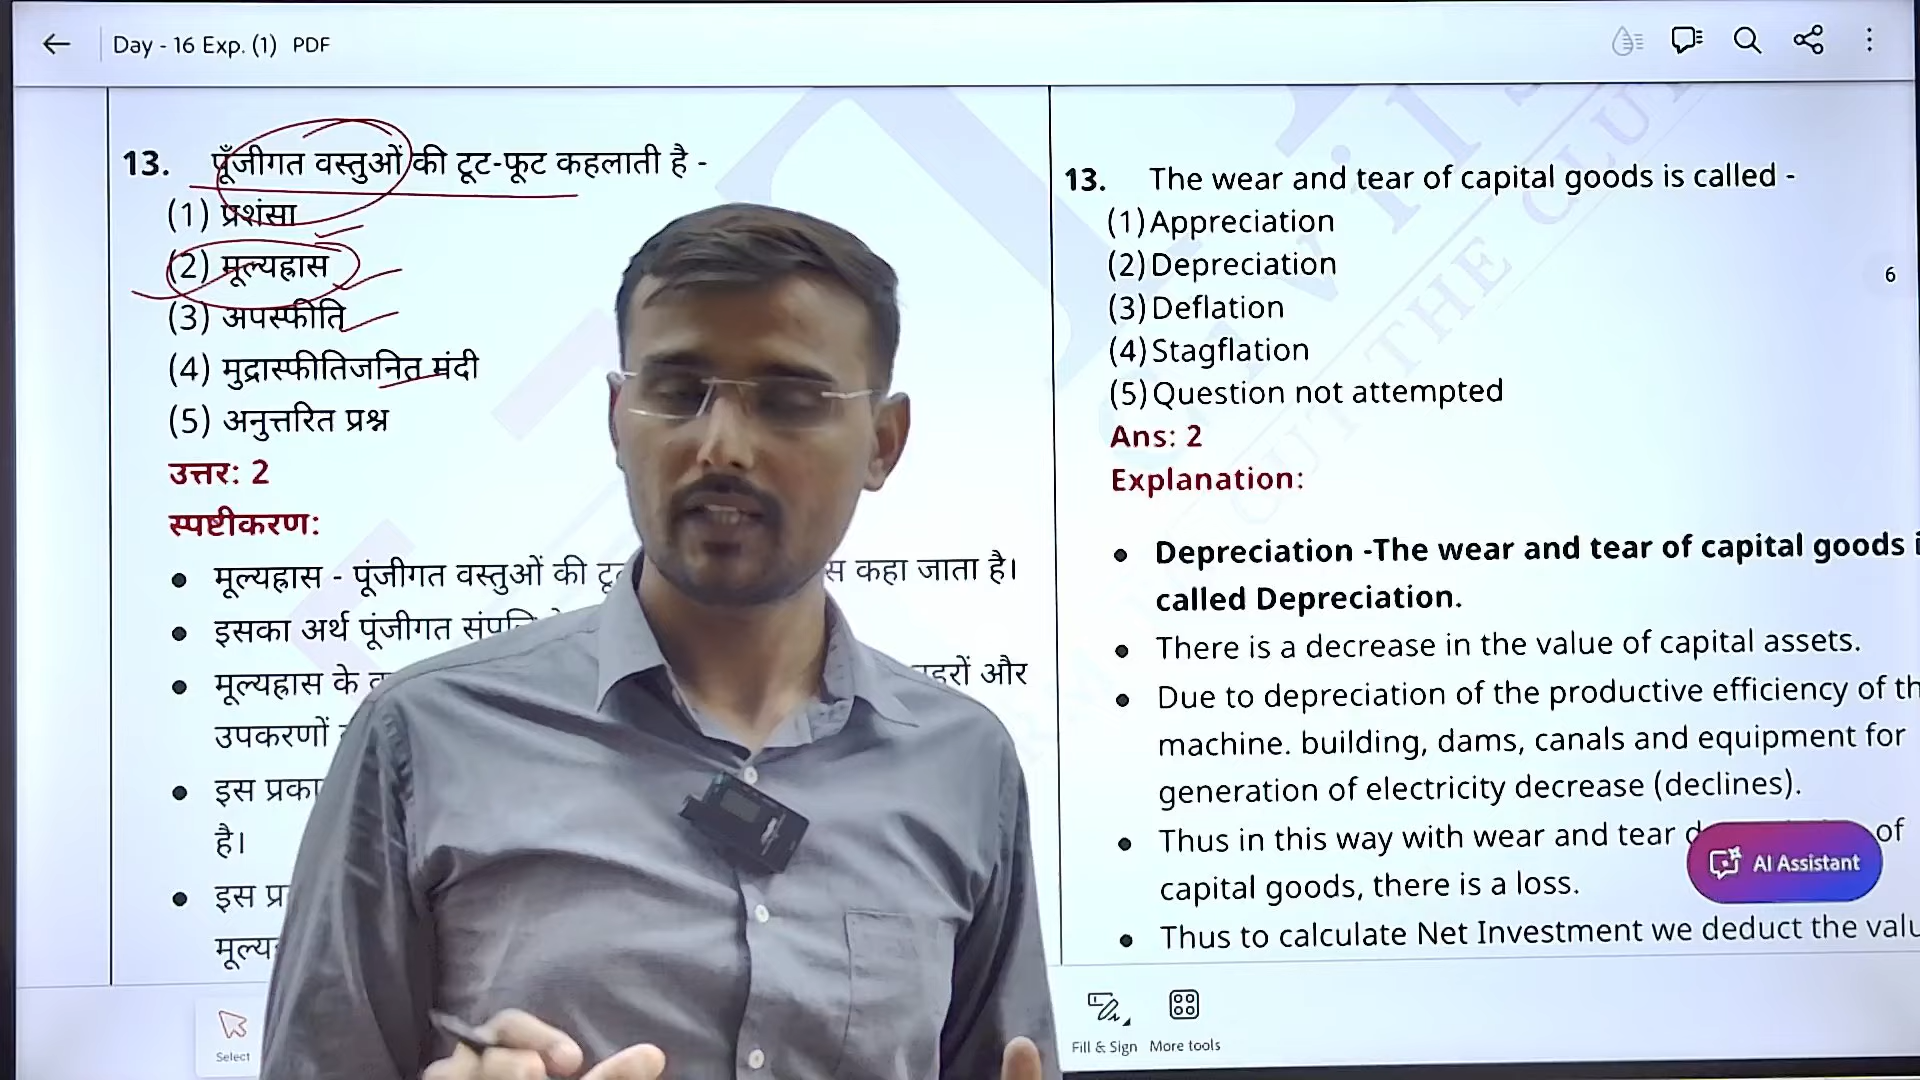 Day - 16 Exp. (1) PDF
13. पूँजीगत वस्तुओं की टूट-फूट कहलाती है -
(1) प्रशंसा
(2) मूल्यह्रास
(3) अपस्फीति
(4) मुद्रास्फीतिजनित मंदी
(5) अनुत्तरित प्रश्न
उत्तर: 2
स्पष्टीकरण:
मूल्यह्रास - पूंजीगत वस्तुओं की कहा जाता है।
इसका अर्थ पूंजीगत
मूल्यह्रास के और
उपकरणों
इस
है।
इस
13. The wear and tear of capital goods is called -
(1) Appreciation
(2) Depreciation
(3) Deflation
(4) Stagflation
(5) Question not attempted
Ans: 2
Explanation:
Depreciation -The wear and tear of capital goods
called Depreciation.
There is a decrease in the value of capital assets.
Due to depreciation of the productive efficiency of
machine. building, dams, canals and equipment for
generation of electricity decrease (declines).
Thus in this way with wear and tear of
capital goods, there is a loss.
Thus to calculate Net Investment we deduct the
6
AI Assistant
Select
Fill & Sign More tools